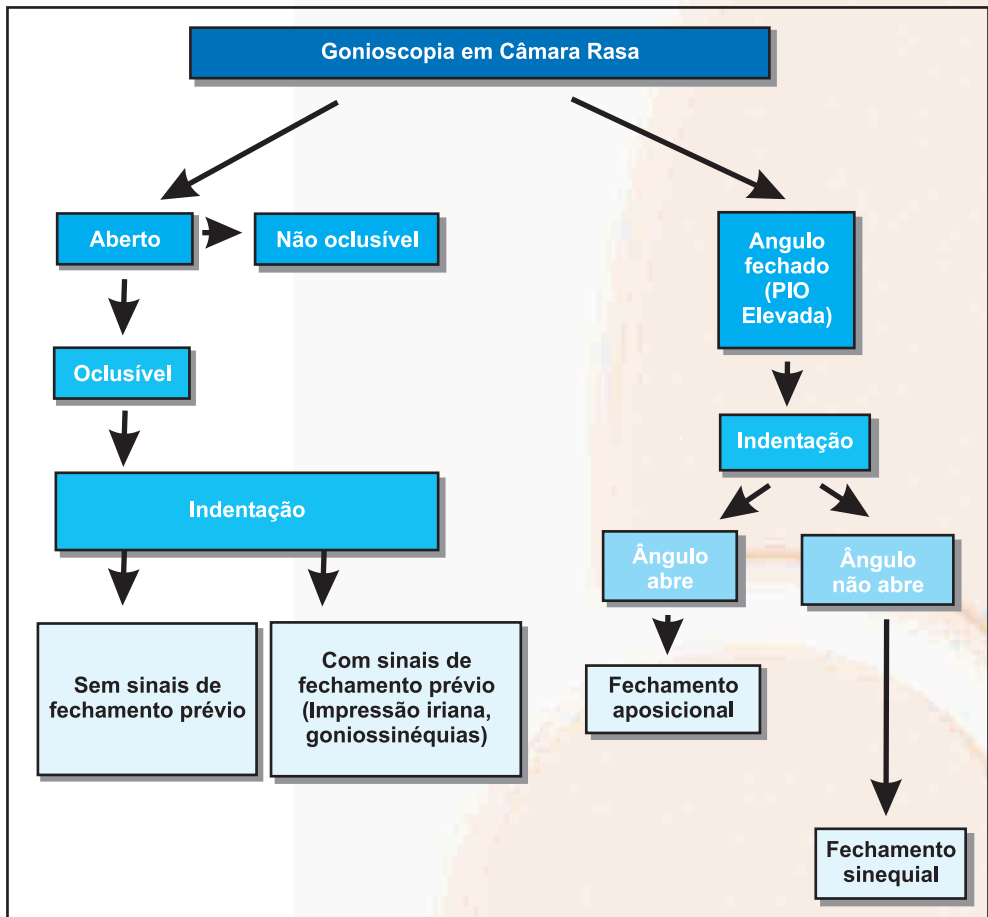 Gonioscopia em Câmara Rasa
Aberto
Não oclusível
Oclusível
Indentação
Sem sinais de
fechamento prévio
Com sinais de
fechamento prévio
(Impressão iriana,
goniossinéquias)
Angulo
fechado
(PIO
Elevada)
Indentação
Ângulo
abre
Ângulo
não abre
Fechamento
aposicional
Fechamento
sinequial